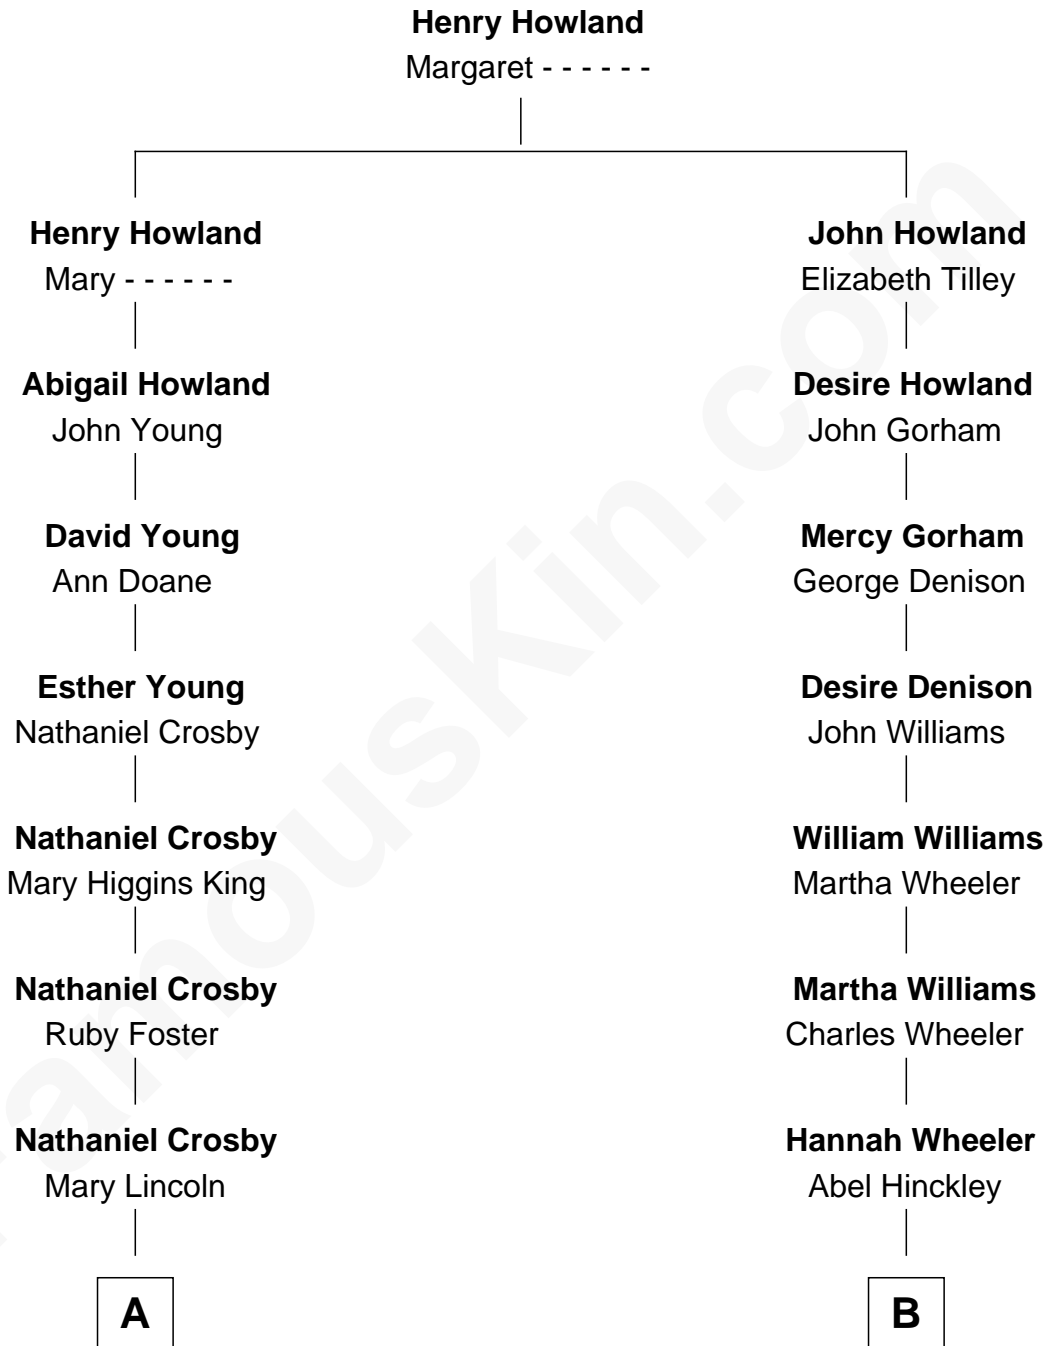 Henry Howland
Margaret - - - - - -
Henry Howland
Mary - - - - - -
John Howland
Elizabeth Tilley
Abigail Howland
John Young
Desire Howland
John Gorham
David Young
Ann Doane
Mercy Gorham
George Denison
Esther Young
Nathaniel Crosby
Desire Denison
John Williams
Nathaniel Crosby
Mary Higgins King
William Williams
Martha Wheeler
Nathaniel Crosby
Ruby Foster
Martha Williams
Charles Wheeler
Nathaniel Crosby
Mary Lincoln
Hannah Wheeler
Abel Hinckley
A
B
FamousKin.com